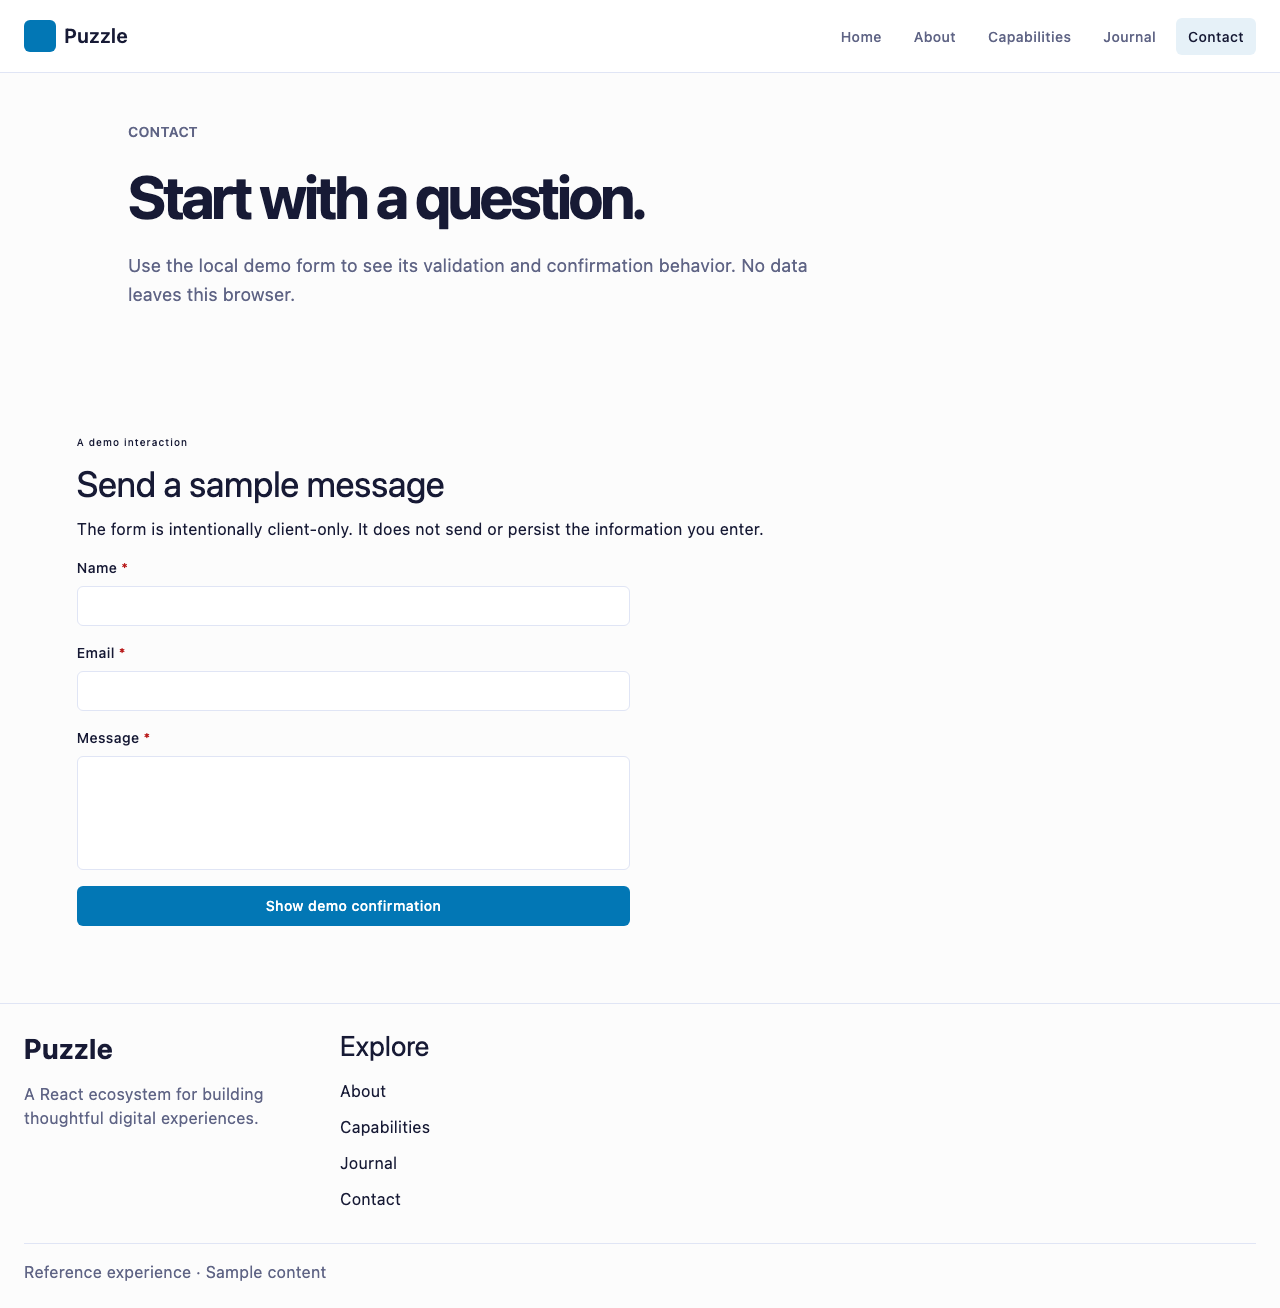 Puzzle
Home
About
Capabilities
Journal
Contact
CONTACT
Start with a question.
Use the local demo form to see its validation and confirmation behavior. No data
leaves this browser.
A demo interaction
Send a sample message
The form is intentionally client-only. It does not send or persist the information you enter.
Name *
Email *
Message *
Show demo confirmation
Puzzle
A React ecosystem for building
thoughtful digital experiences.
Explore
About
Capabilities
Journal
Contact
Reference experience · Sample content